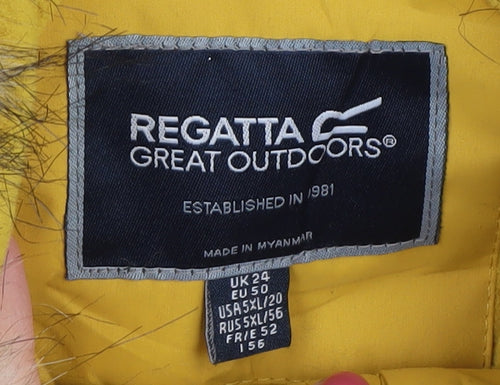 REGATTA
GREAT OUTDOORS®
ESTABLISHED IN 1981
MADE IN MYANMAR
UK 24
EU 50
USA 5XL/20
RUS 5XL/56
FR/E 52
I 56